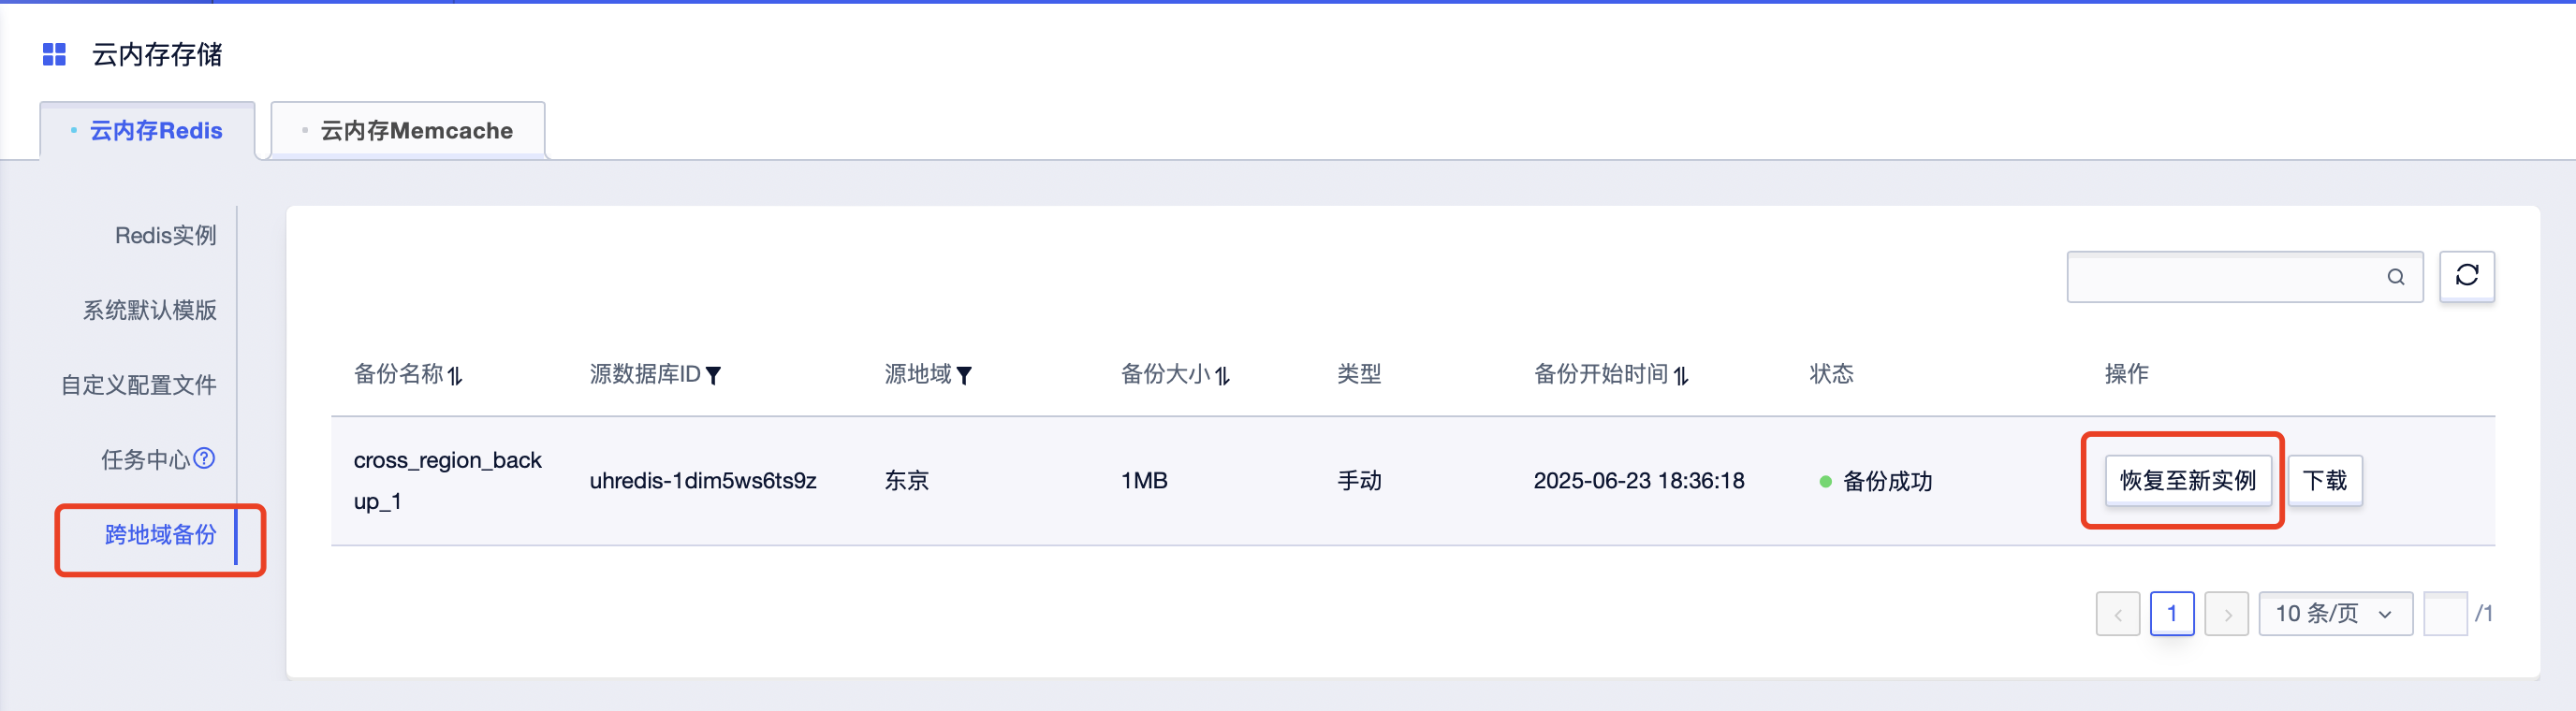 云内存存储
云内存Redis
云内存Memcache
Redis实例
系统默认模版
自定义配置文件
任务中心?
跨地域备份
备份名称 源数据库ID 源地域 备份大小 类型 备份开始时间 状态 操作
cross_region_back
up_1
uhredis-1dim5ws6ts9z 东京 1MB 手动 2025-06-23 18:36:18 备份成功 恢复至新实例 下载
< 1 > 10 条/页 /1